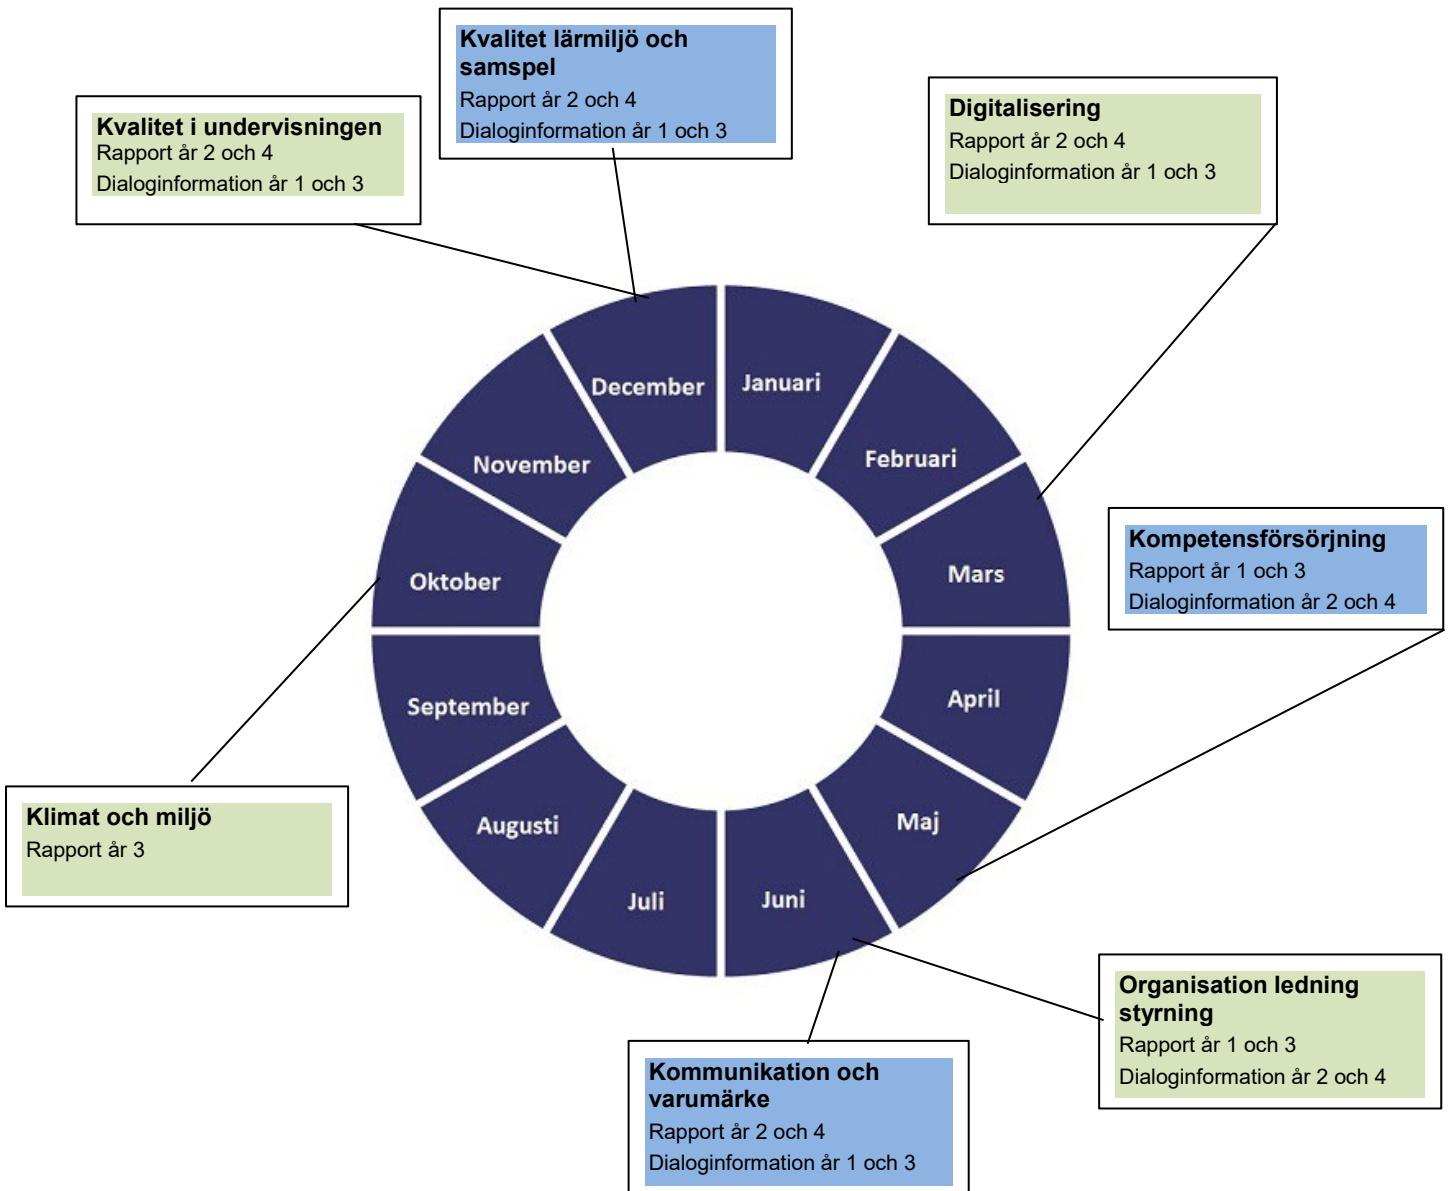 Kvalitet lärmiljö och
samspel
Rapport år 2 och 4
Dialoginformation år 1 och 3
Kvalitet i undervisningen
Rapport år 2 och 4
Dialoginformation år 1 och 3
Digitalisering
Rapport år 2 och 4
Dialoginformation år 1 och 3
December
Januari
November
Februari
Oktober
Mars
Kompetensförsörjning
Rapport år 1 och 3
Dialoginformation år 2 och 4
September
April
Augusti
Maj
Juli
Juni
Klimat och miljö
Rapport år 3
Organisation ledning
styrning
Rapport år 1 och 3
Dialoginformation år 2 och 4
Kommunikation och
varumärke
Rapport år 2 och 4
Dialoginformation år 1 och 3